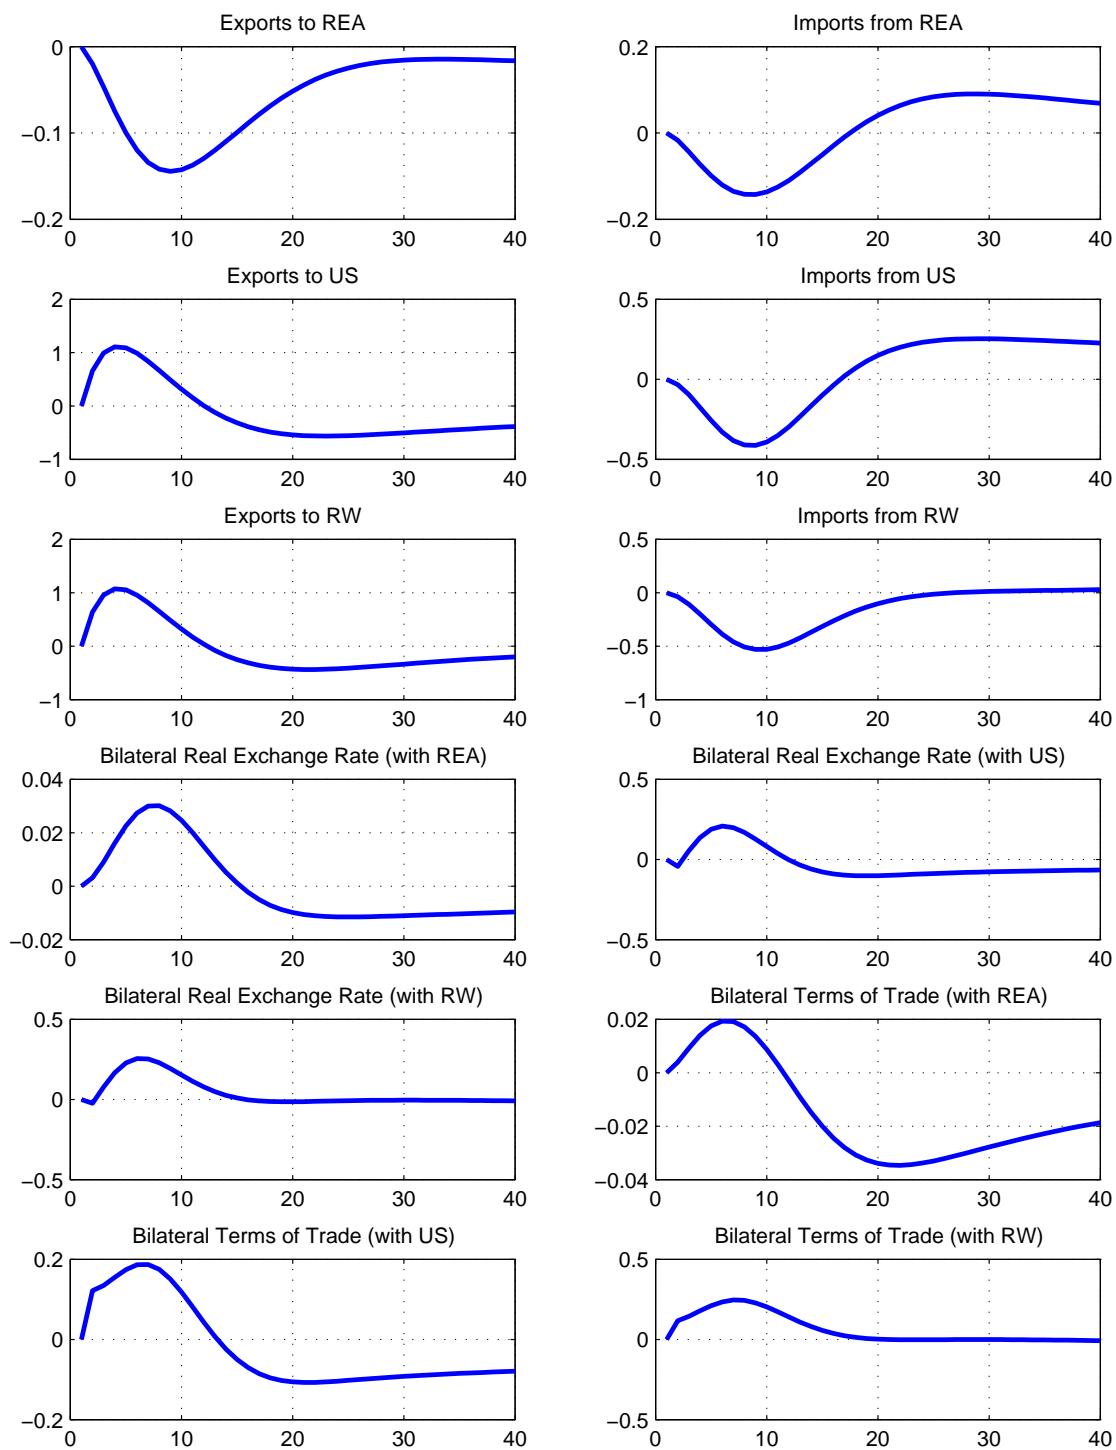 Exports to REA
Imports from REA
0
−0.1
−0.2
0 10 20 30 40
0.2
0
−0.2
0 10 20 30 40
Exports to US
Imports from US
2
1
0
−1
0 10 20 30 40
0.5
0
−0.5
0 10 20 30 40
Exports to RW
Imports from RW
2
1
0
−1
0 10 20 30 40
0.5
0
−0.5
−1
0 10 20 30 40
Bilateral Real Exchange Rate (with REA)
Bilateral Real Exchange Rate (with US)
0.04
0.02
0
−0.02
0 10 20 30 40
0.5
0
−0.5
0 10 20 30 40
Bilateral Real Exchange Rate (with RW)
Bilateral Terms of Trade (with REA)
0.5
0
−0.5
0 10 20 30 40
0.02
0
−0.02
−0.04
0 10 20 30 40
Bilateral Terms of Trade (with US)
Bilateral Terms of Trade (with RW)
0.2
0
−0.2
0 10 20 30 40
0.5
0
−0.5
0 10 20 30 40